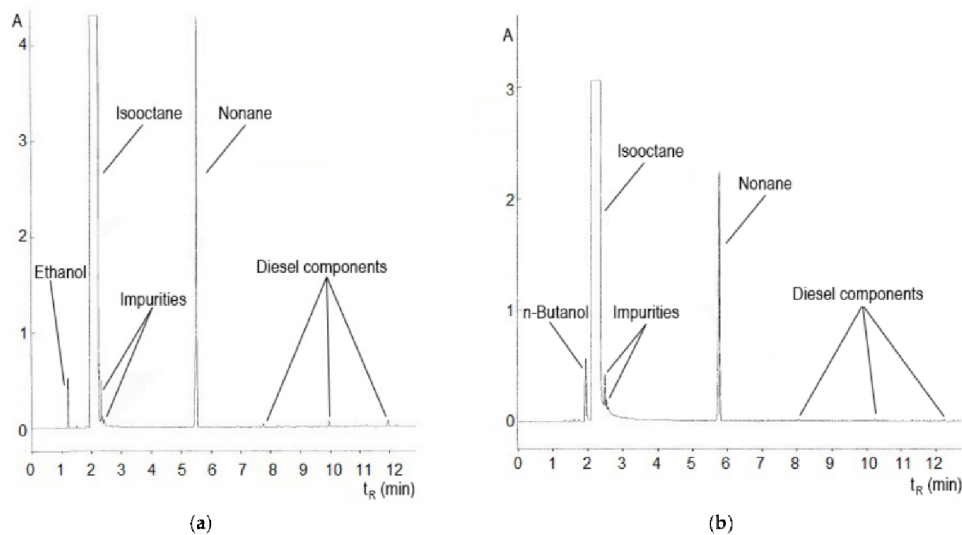 A
4
3
2
1
0
Isooctane
Nonane
Ethanol
Impurities
Diesel components
0 1 2 3 4 5 6 7 8 9 10 11 12
tR (min)
(a)
A
3
2
1
0
Isooctane
Nonane
n-Butanol
Impurities
Diesel components
0 1 2 3 4 5 6 7 8 9 10 11 12
tR (min)
(b)